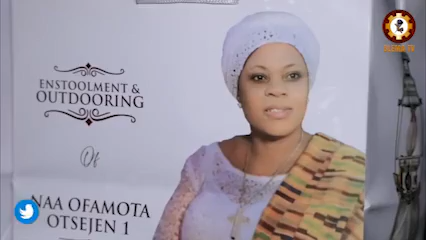 ENSTOOLMENT &
OUTDOORING
Of
NAA OFAMOTA
OTSEJEN 1